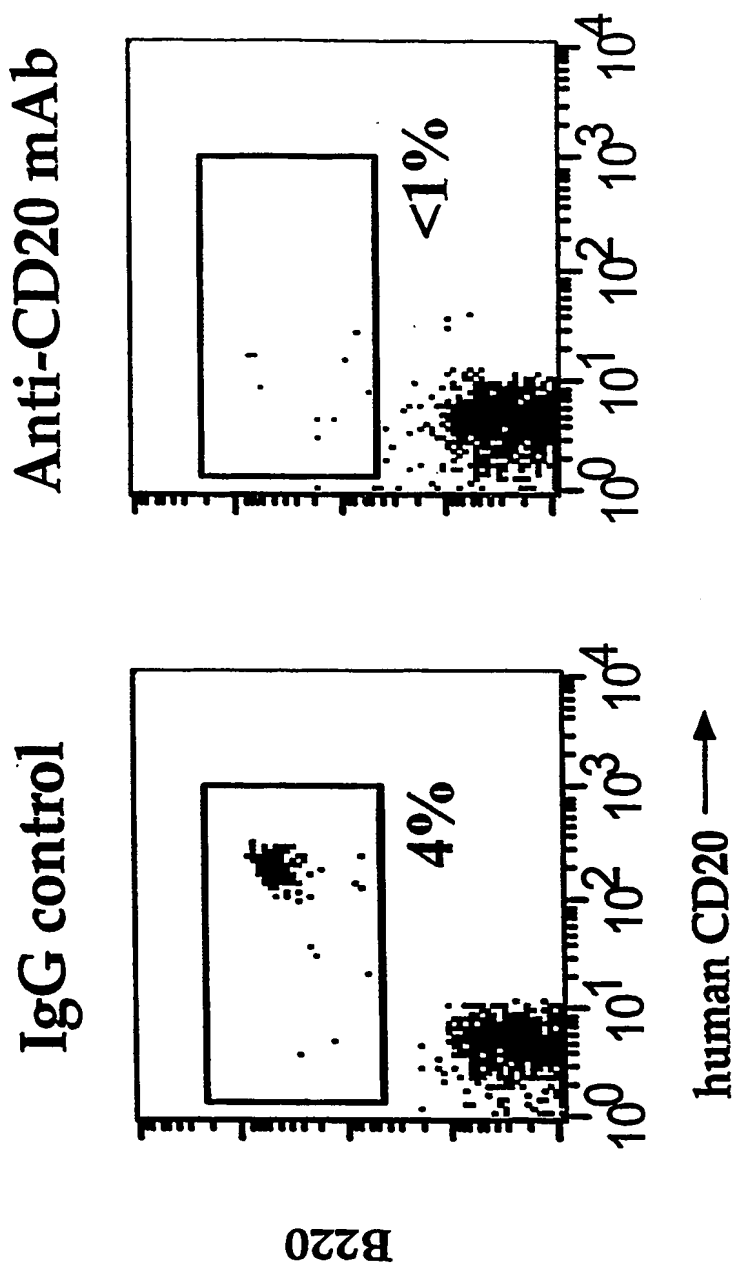 IgG control
Anti-CD20 mAb
B220
4%
<1%
10⁰ 10¹ 10² 10³ 10⁴
10⁰ 10¹ 10² 10³ 10⁴
human CD20